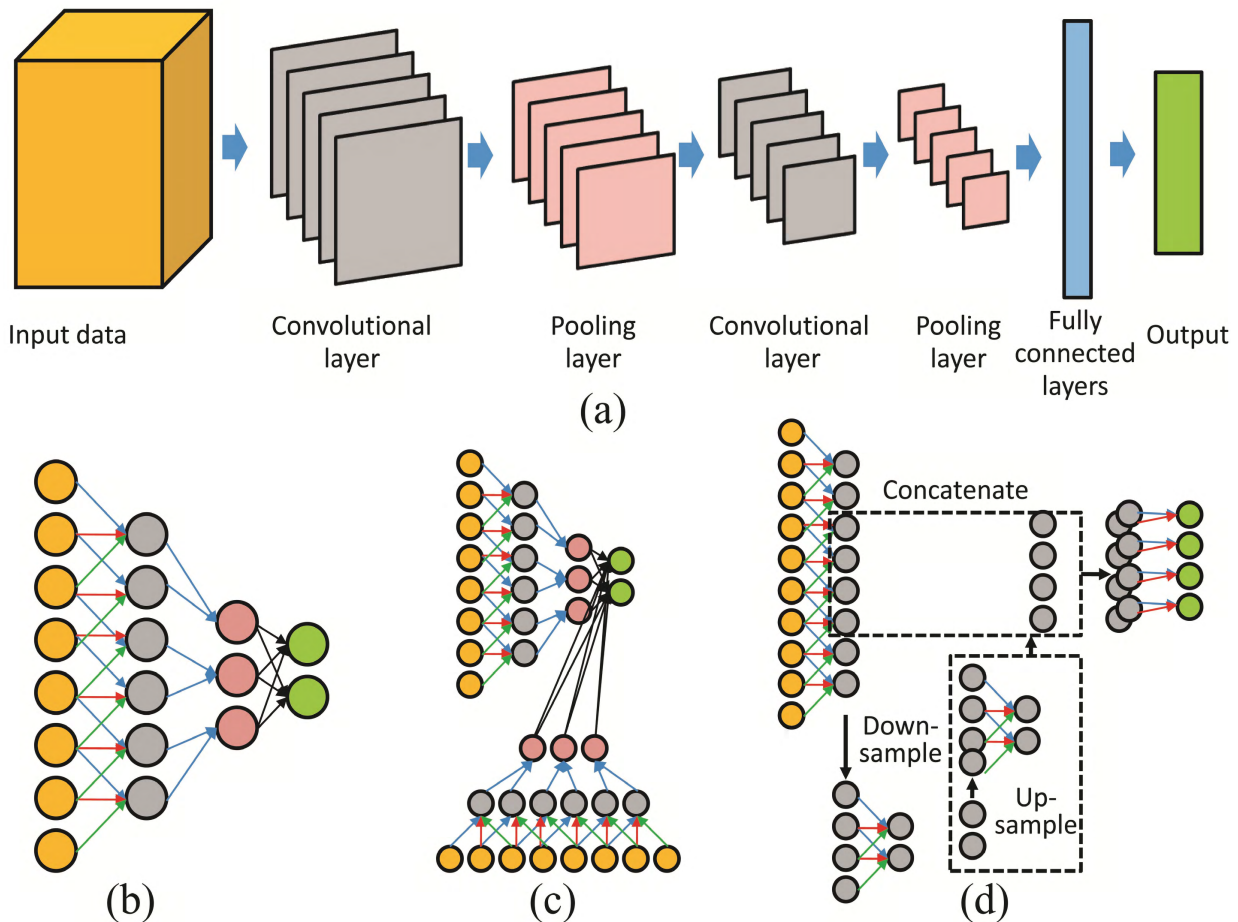 Input data
Convolutional
layer
Pooling
layer
Convolutional
layer
Pooling
layer
Fully
connected
layers
Output
(a)
Concatenate
Down-
sample
Up-
sample
(b)
(c)
(d)